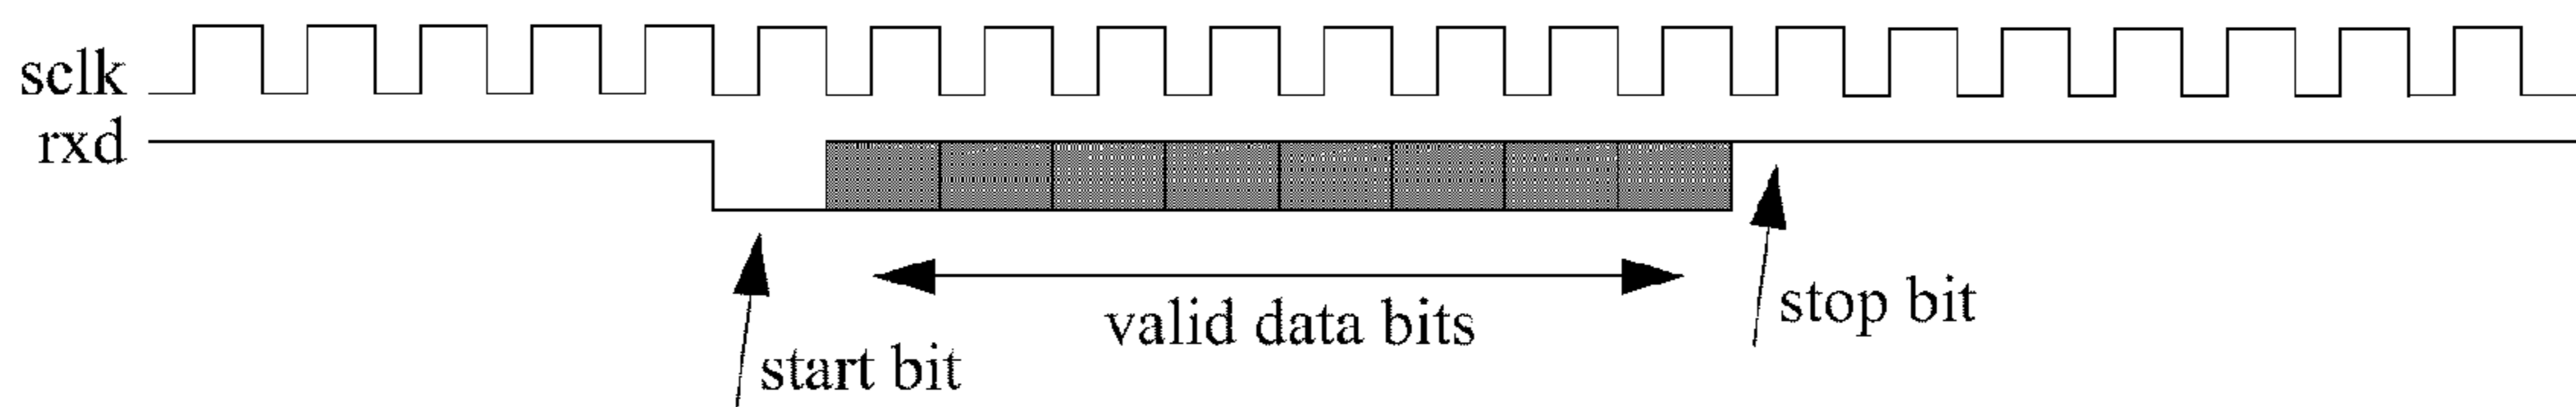 sclk
rxd
valid data bits
stop bit
start bit